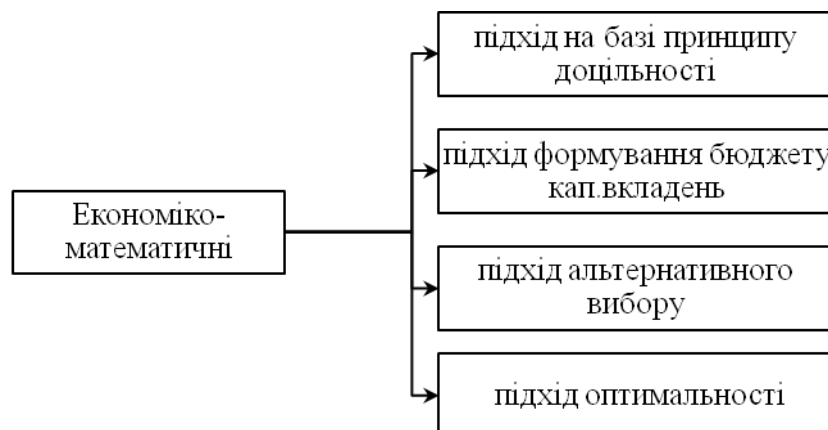 Економіко-
математичні
підхід на базі принципу
доцільності
підхід формування бюджету
кап.вкладень
підхід альтернативного
вибору
підхід оптимальності